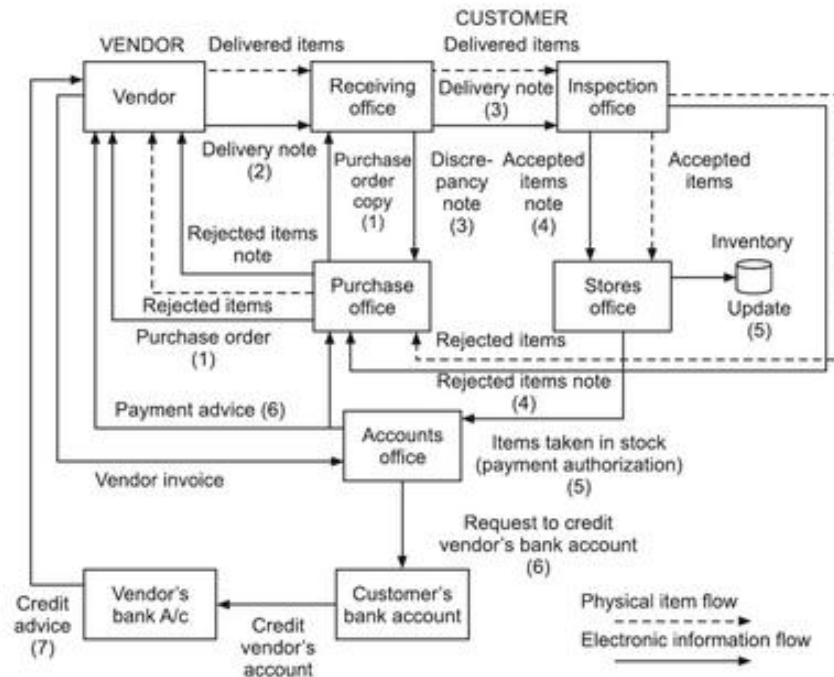 CUSTOMER
VENDOR
Delivered items
Delivered items
Vendor
Receiving
office
Inspection
office
Delivery note
(2)
Delivery note
(3)
Purchase
order
copy
(1)
Discre-
pancy
note
(3)
Accepted
items
note
(4)
Accepted
items
Rejected items
note
Inventory
Purchase
office
Stores
office
Update
(5)
Rejected items
Purchase order
(1)
Rejected items
Rejected items note
(4)
Payment advice (6)
Accounts
office
Items taken in stock
(payment authorization)
(5)
Vendor invoice
Request to credit
vendor's bank account
(6)
Vendor's
bank A/c
Customer's
bank account
Credit
advice
(7)
Credit
vendor's
account
Physical item flow
Electronic information flow